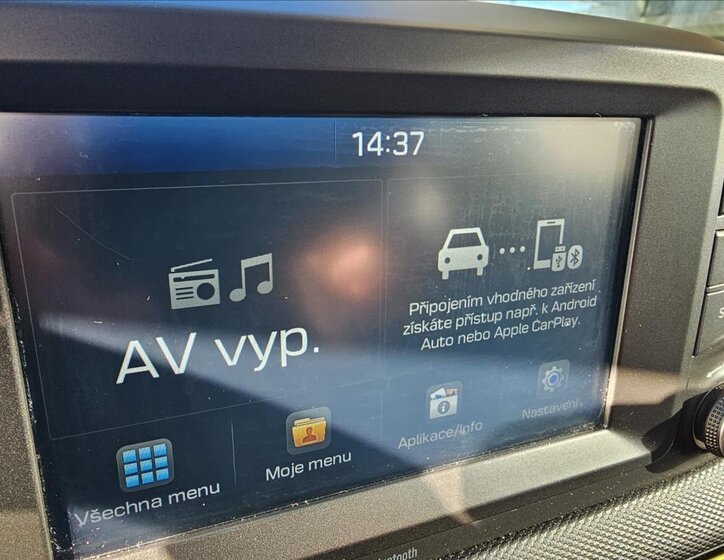 14:37
AV vyp.
Připojením vhodného zařízení
získáte přístup např. k Android
Auto nebo Apple CarPlay.
Všechna menu
Moje menu
Aplikace/Info
Nastavení